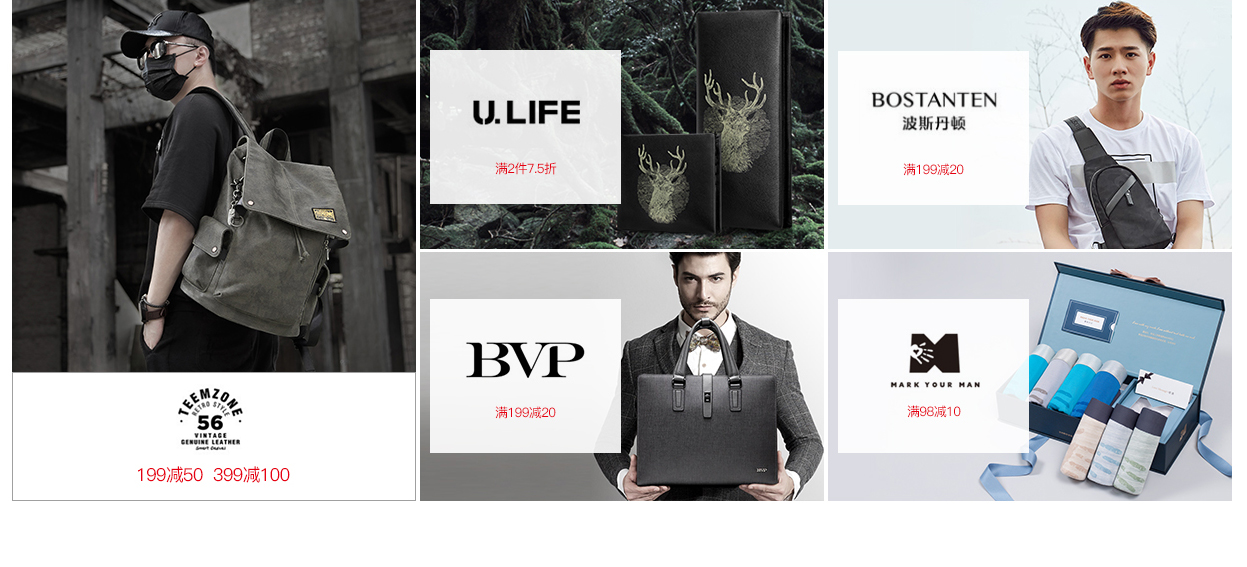 TEEMZONE
RETRO STYLE
56
VINTAGE
GENUINE LEATHER
Smart Canvas
199减50 399减100
U.LIFE
满2件7.5折
BOSTANTEN
波斯丹顿
满199减20
BVP
满199减20
BVP
MARK YOUR MAN
满98减10